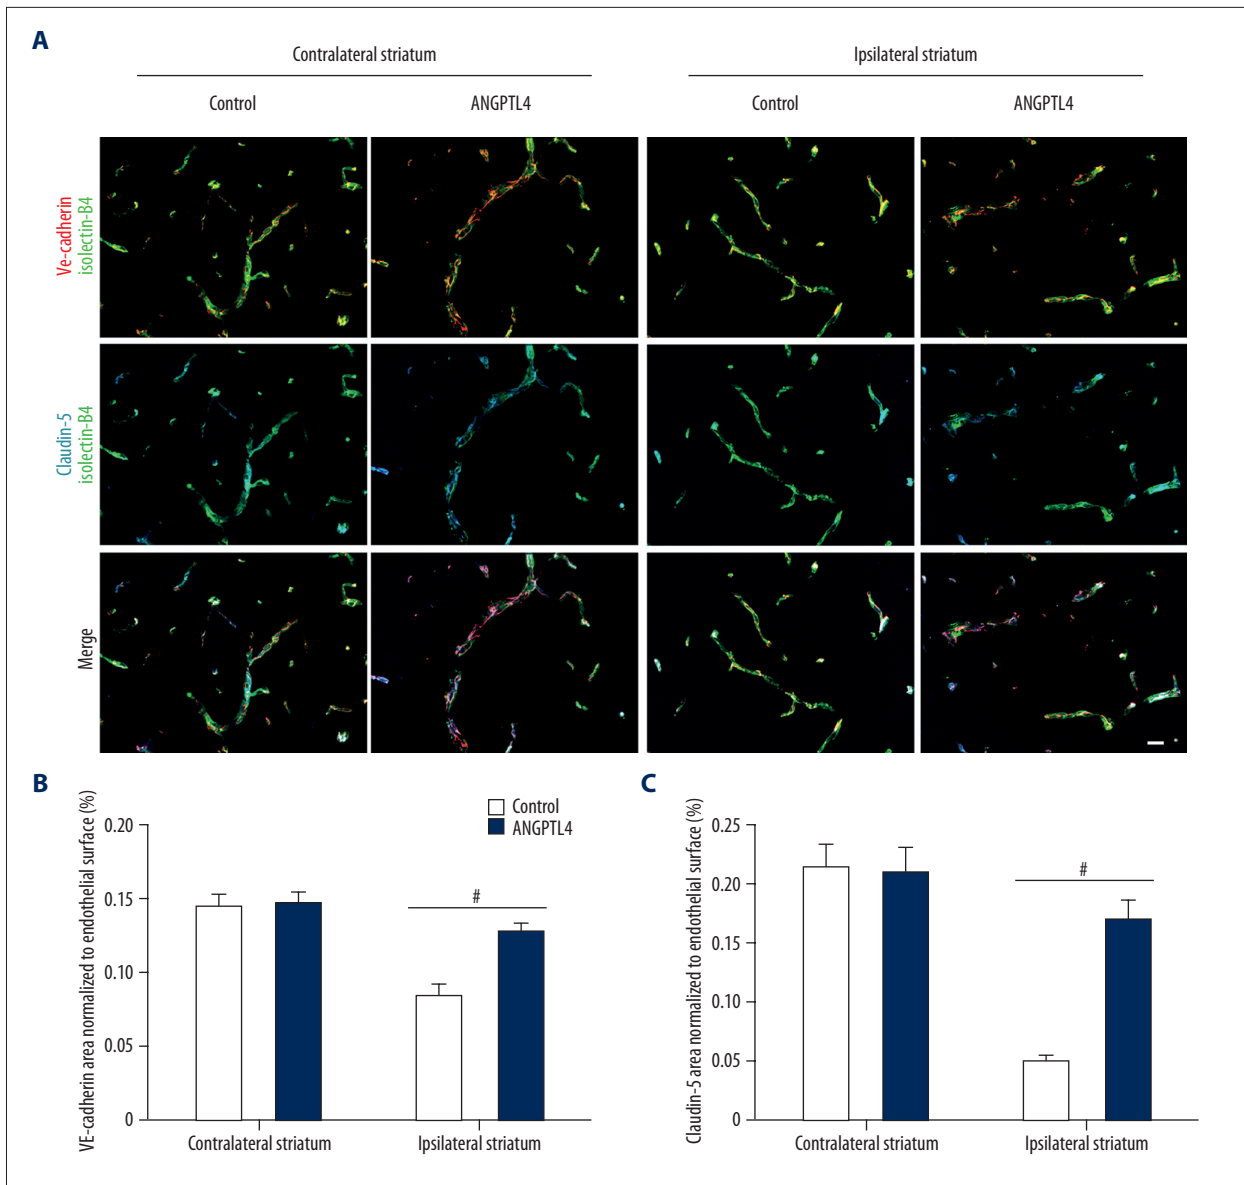 A
Contralateral striatum
Ipsilateral striatum
Control
ANGPTL4
Control
ANGPTL4
Ve-cadherin
isolectin-B4
Claudin-5
isolectin-B4
Merge
B
VE-cadherin area normalized to endothelial surface (%)
Control
ANGPTL4
0.20
0.15
0.10
0.05
0
#
Contralateral striatum
Ipsilateral striatum
C
Claudin-5 area normalized to endothelial surface (%)
0.25
0.20
0.15
0.10
0.05
0
#
Contralateral striatum
Ipsilateral striatum